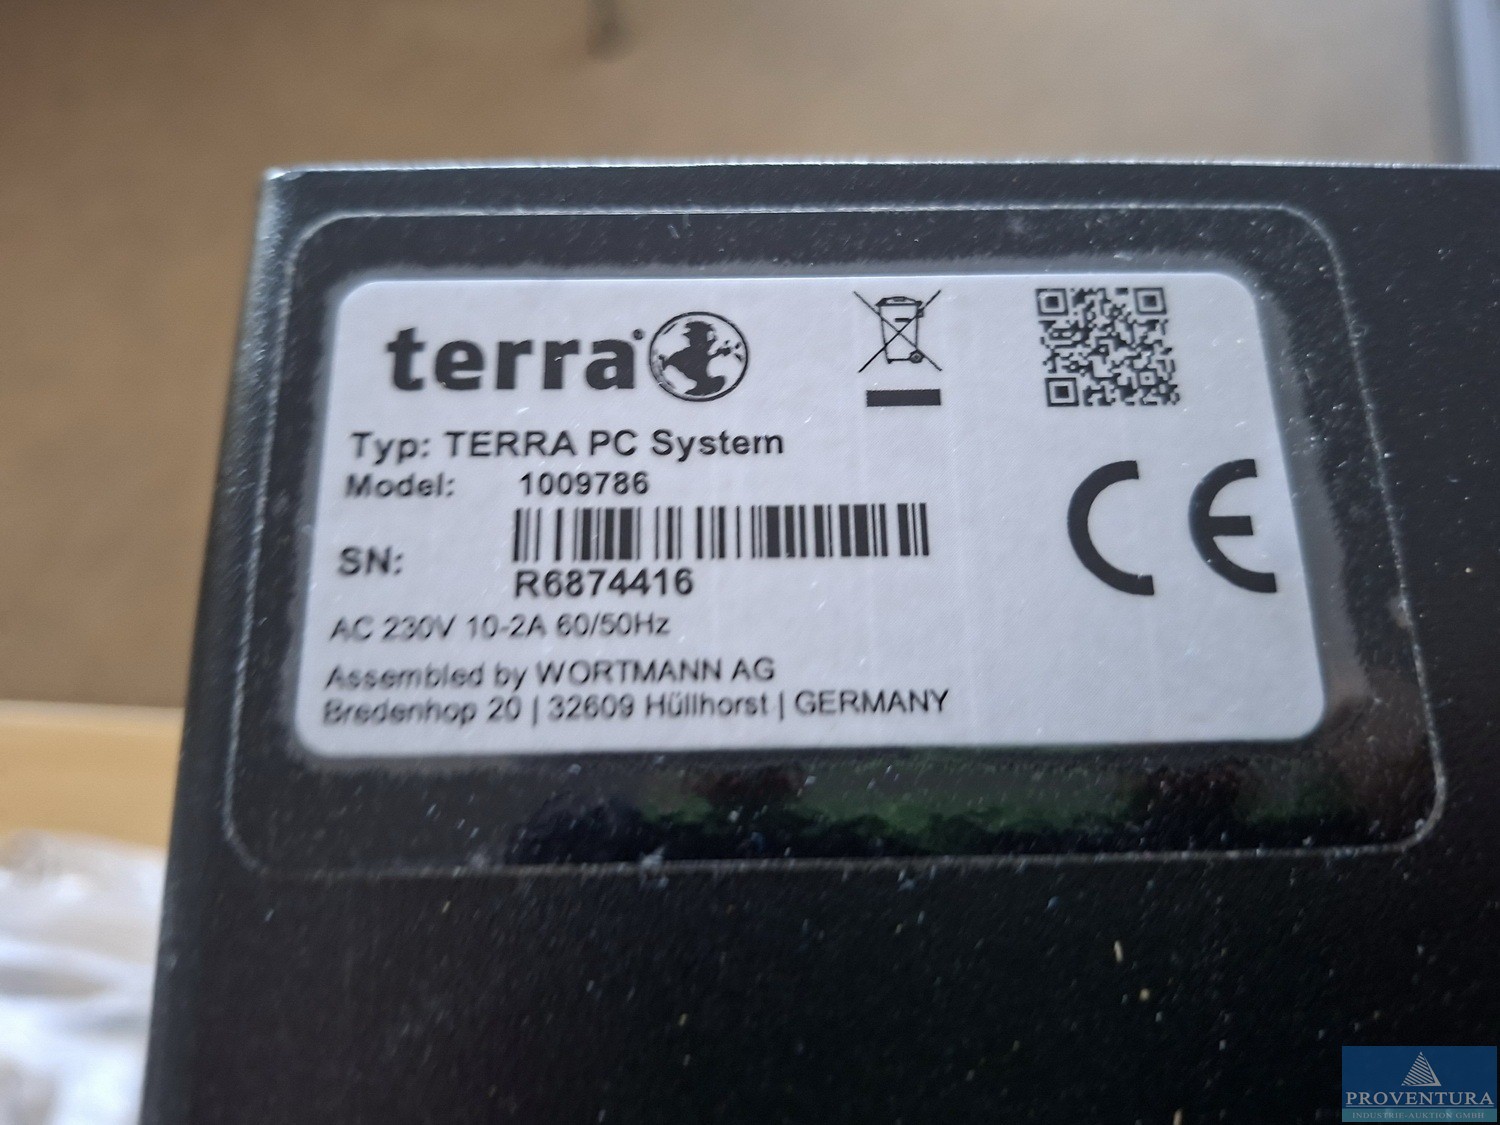 terra
Typ: TERRA PC System
Model: 1009786
SN:
R6874416
AC 230V 10-2A 60/50Hz
Assembled by WORTMANN AG
Bredenhop 20 | 32609 Hüllhorst | GERMANY
CE
PROVENTURA
INDUSTRIE-AUKTION GMBH